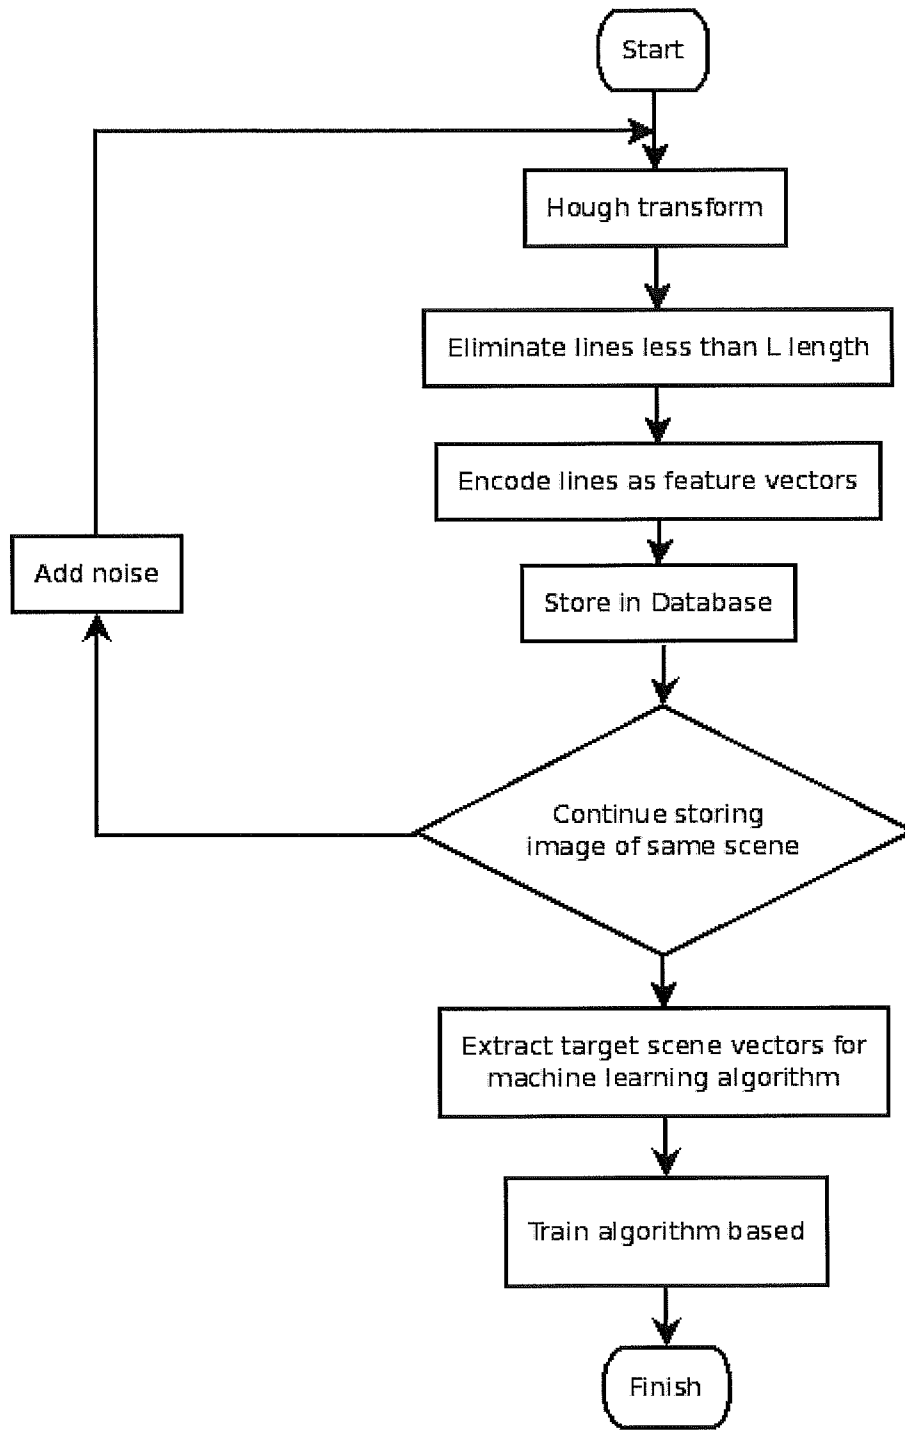 Start
Hough transform
Eliminate lines less than L length
Encode lines as feature vectors
Add noise
Store in Database
Continue storing
image of same scene
Extract target scene vectors for
machine learning algorithm
Train algorithm based
Finish